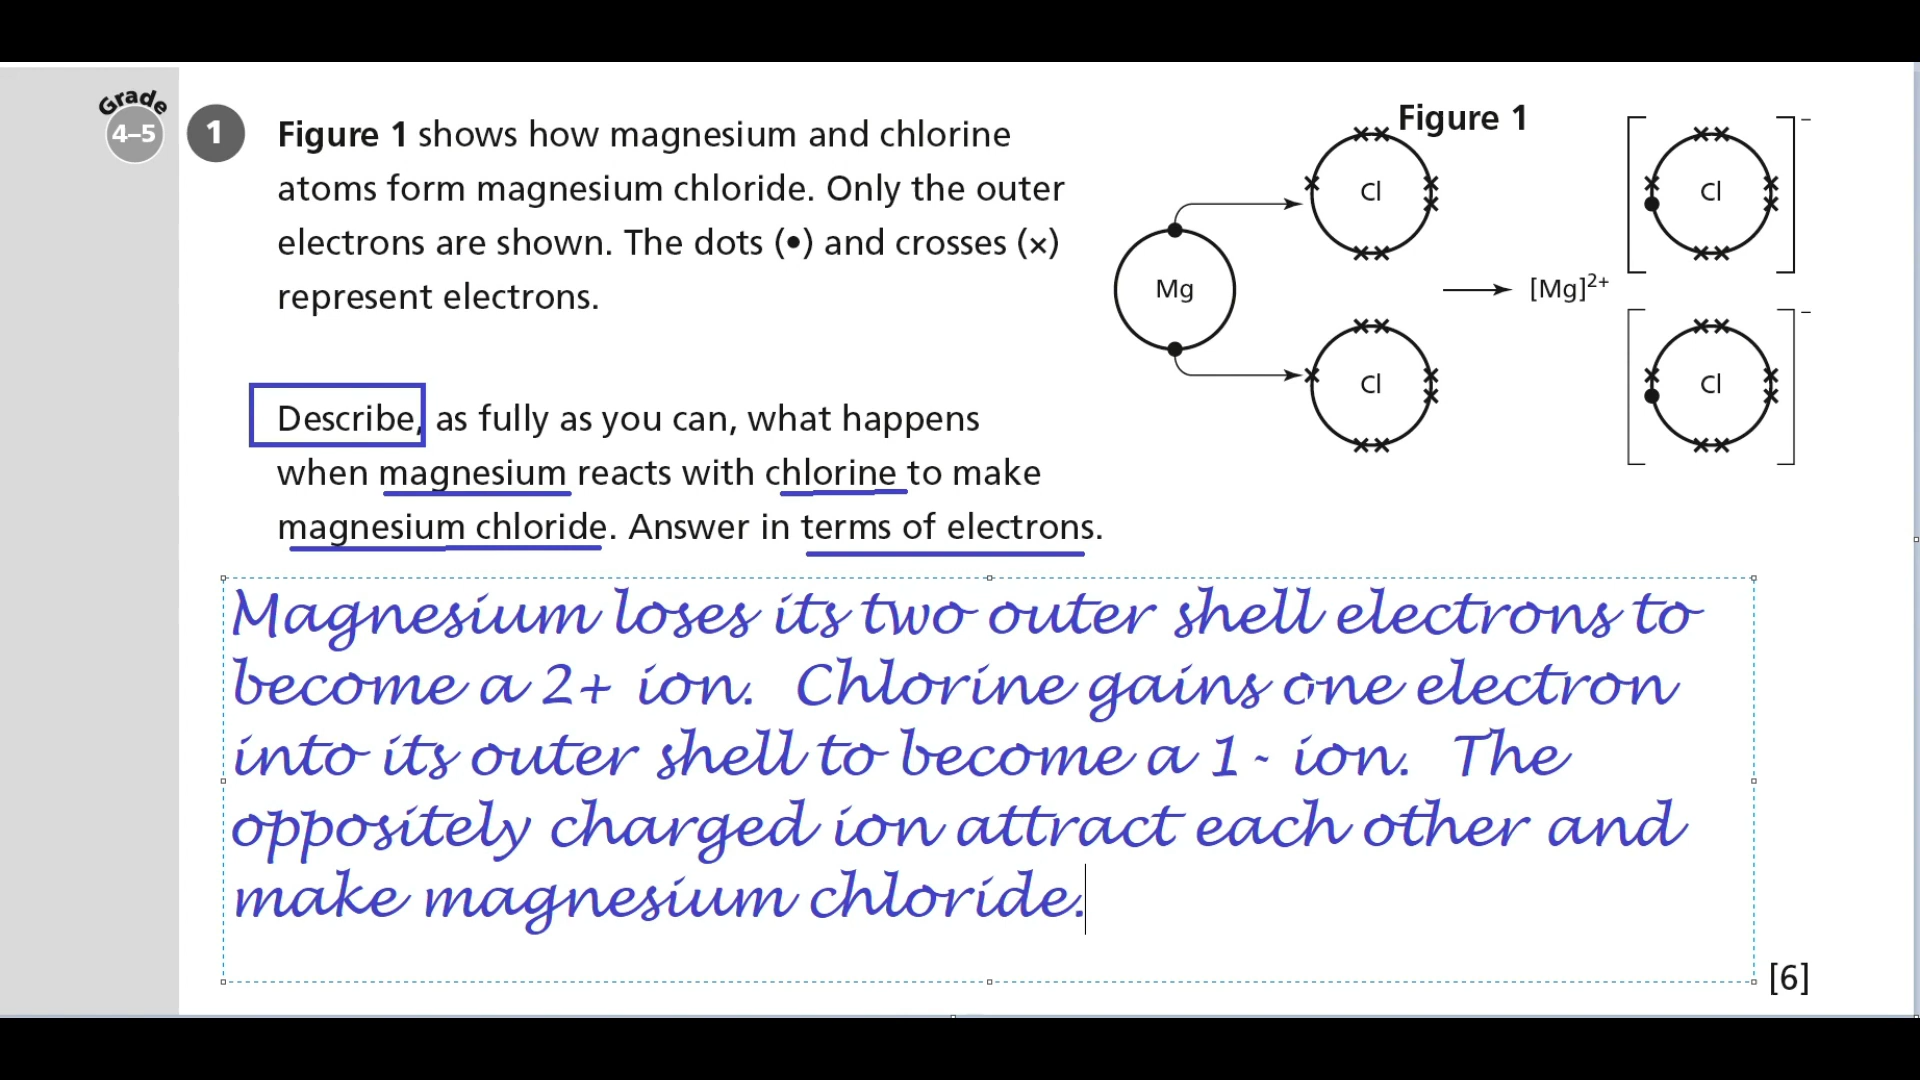 Grade
4–5
1
Figure 1 shows how magnesium and chlorine
atoms form magnesium chloride. Only the outer
electrons are shown. The dots (•) and crosses (×)
represent electrons.
Describe, as fully as you can, what happens
when magnesium reacts with chlorine to make
magnesium chloride. Answer in terms of electrons.
Figure 1
Mg
Cl
Cl
[Mg]²⁺
Cl
−
Cl
−
Magnesium loses its two outer shell electrons to
become a 2+ ion. Chlorine gains one electron
into its outer shell to become a 1- ion. The
oppositely charged ion attract each other and
make magnesium chloride.
[6]